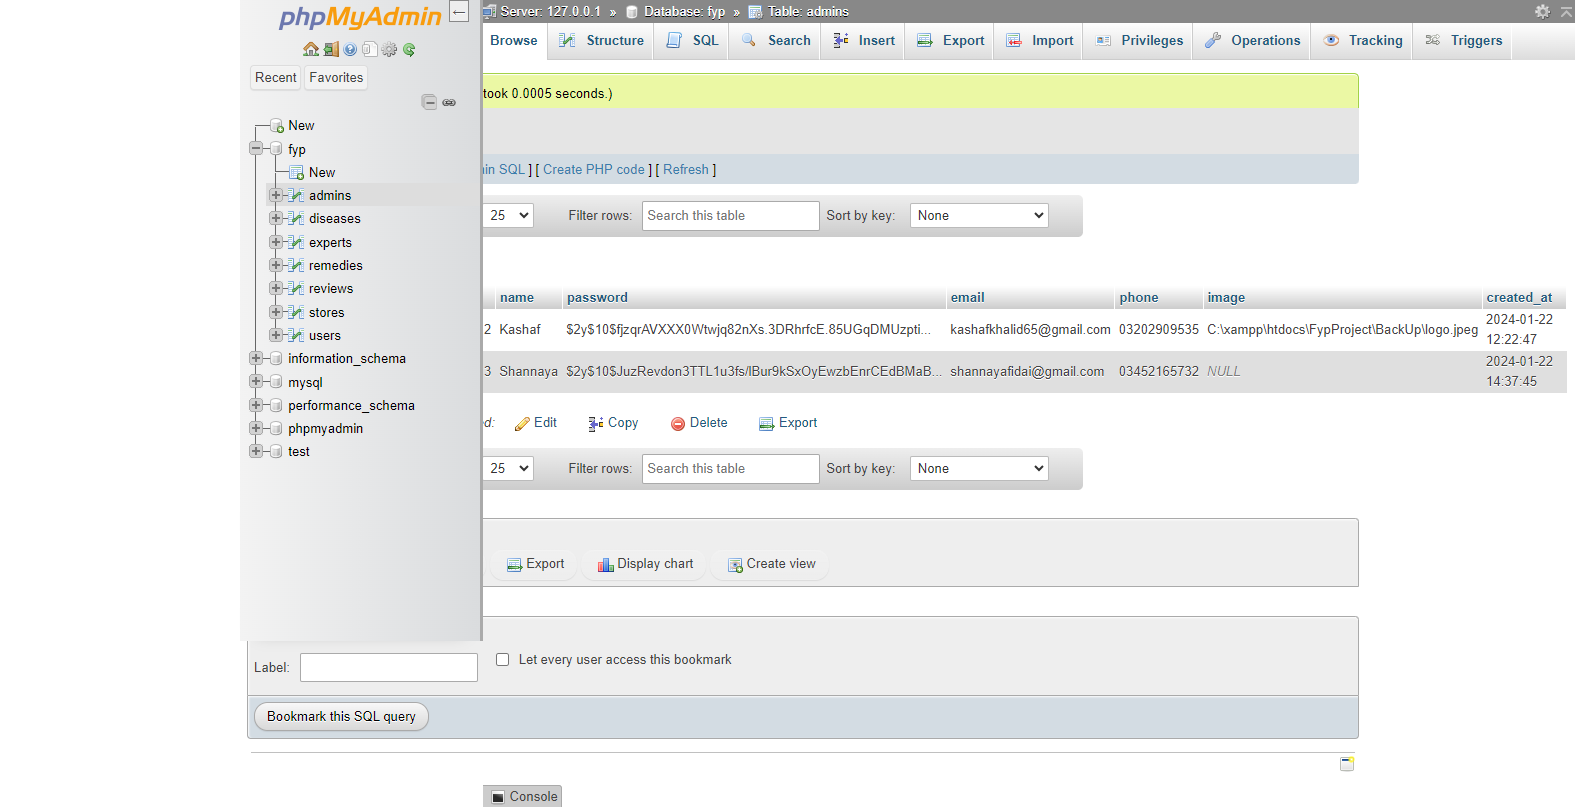 phpMyAdmin
Recent Favorites
New
fyp
New
admins
diseases
experts
remedies
reviews
stores
users
information_schema
mysql
performance_schema
phpmyadmin
test
Server: 127.0.0.1 » Database: fyp » Table: admins
Browse Structure SQL Search Insert Export Import Privileges Operations Tracking Triggers
took 0.0005 seconds.)
in SQL ] [ Create PHP code ] [ Refresh ]
25 Filter rows: Search this table Sort by key: None
name password email phone image created_at
2 Kashaf $2y$10$fjzqrAVXXX0Wtwjq82nXs.3DRhrfcE.85UGqDMUzpti... kashafkhalid65@gmail.com 03202909535 C:\xampp\htdocs\FypProject\BackUp\logo.jpeg 2024-01-22
12:22:47
3 Shannaya $2y$10$JuzRevdon3TTL1u3fs/lBur9kSxOyEwzbEnrCEdBMaB... shannayafidai@gmail.com 03452165732 NULL 2024-01-22
14:37:45
ed: Edit Copy Delete Export
25 Filter rows: Search this table Sort by key: None
Export Display chart Create view
Label: Let every user access this bookmark
Bookmark this SQL query
Console